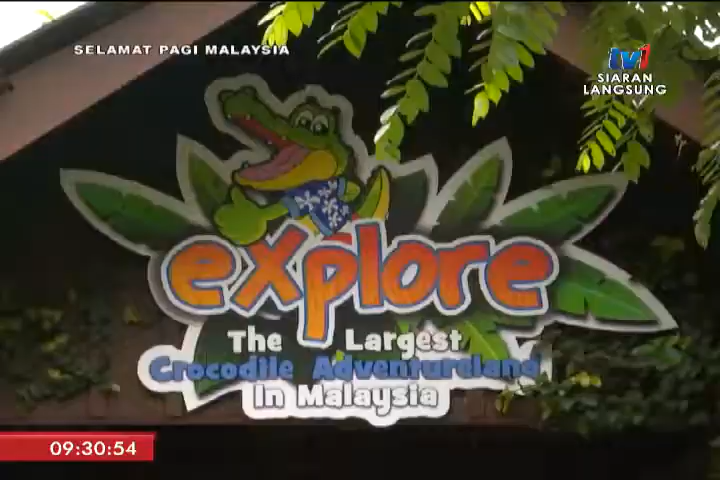 SELAMAT PAGI MALAYSIA
tv1
SIARAN
LANGSUNG
explore
The Largest
Crocodile Adventureland
In Malaysia
09:30:54